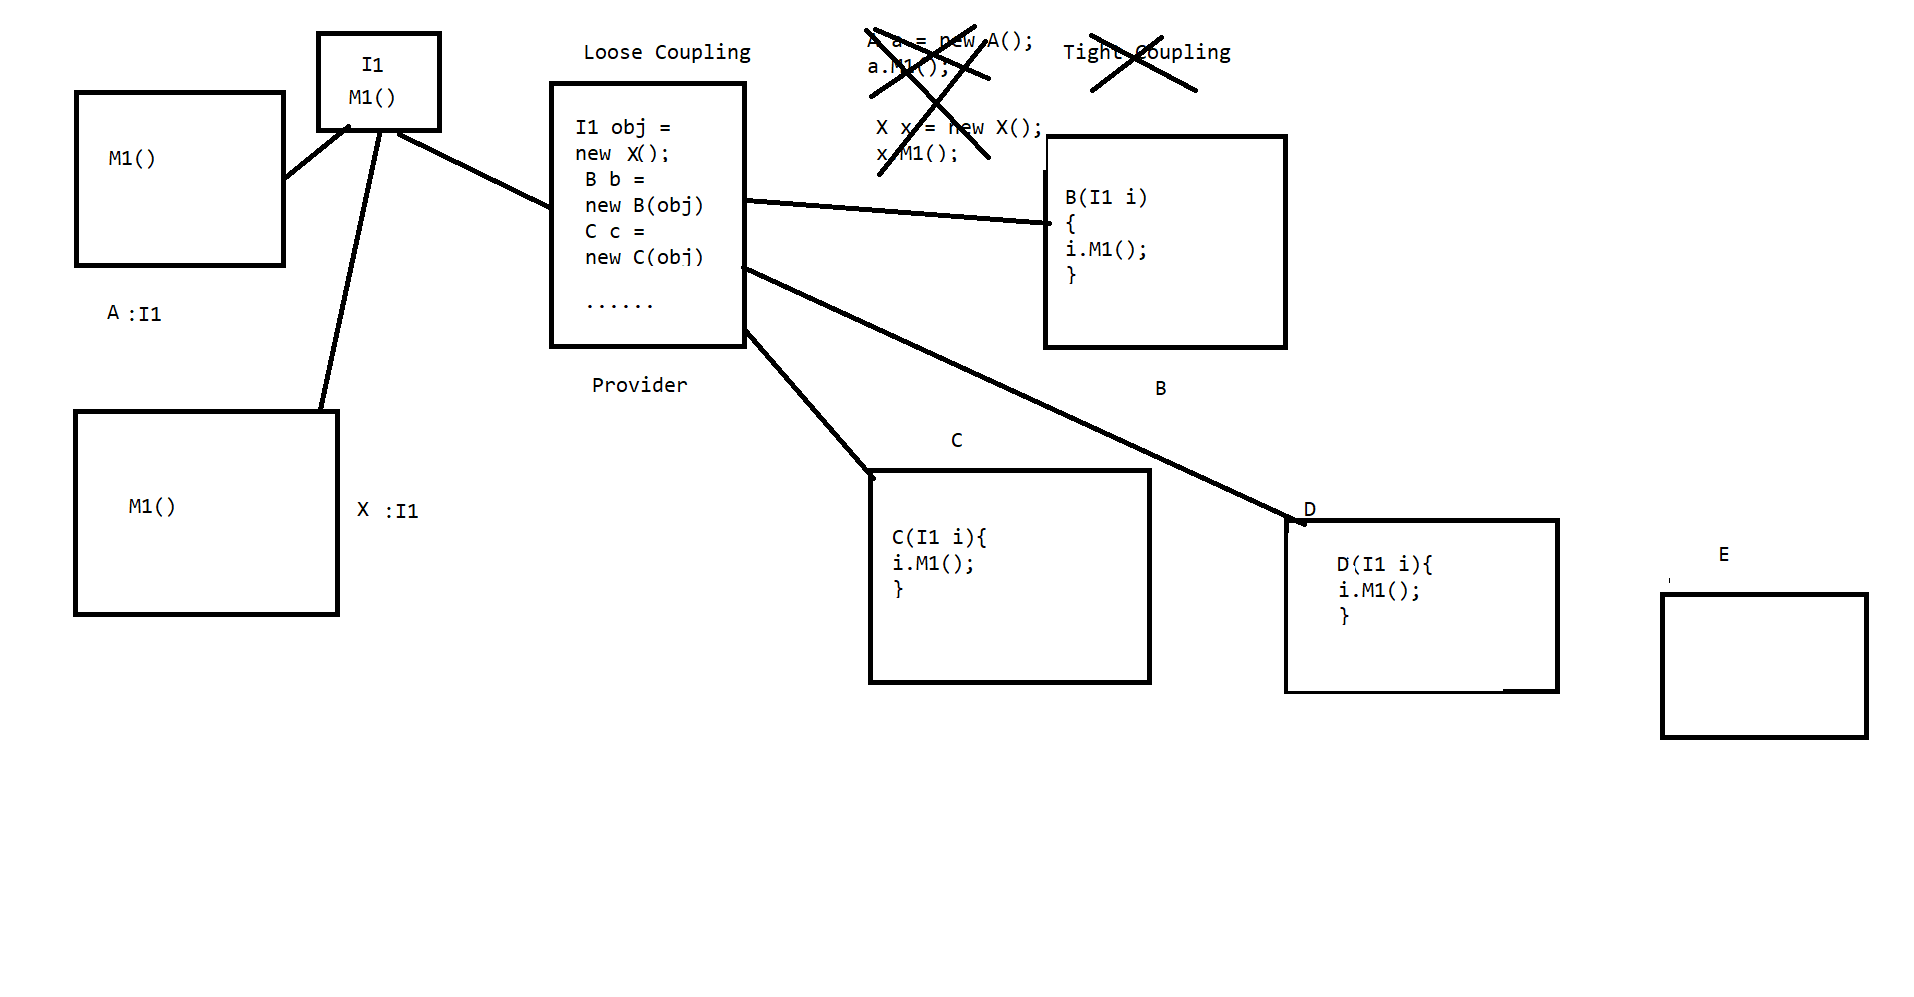 I1
M1()
M1()
A :I1
M1()
X :I1
Loose Coupling
I1 obj =
new X();
B b =
new B(obj)
C c =
new C(obj)
......
Provider
A a = new A();
a.M1();
X x = new X();
x.M1();
Tight Coupling
B(I1 i)
{
i.M1();
}
B
C
C(I1 i){
i.M1();
}
D
D(I1 i){
i.M1();
}
E